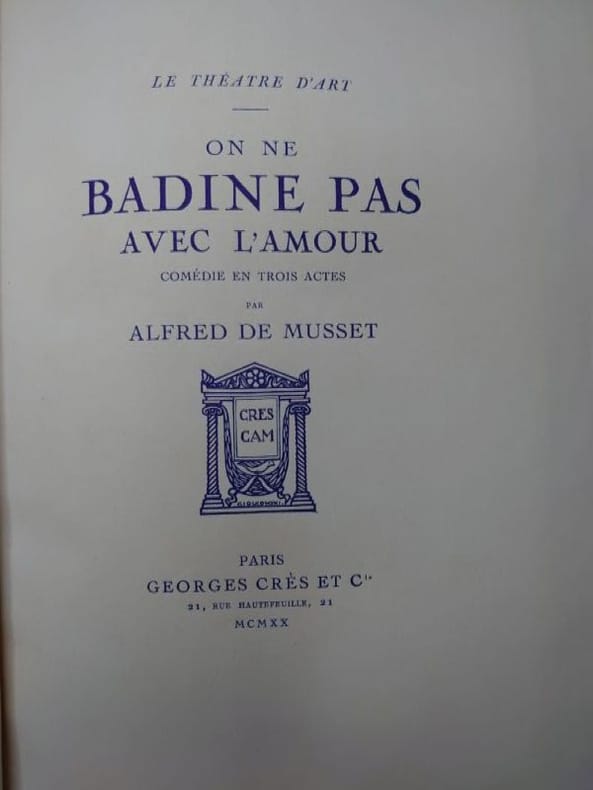 LE THÉATRE D'ART
ON NE
BADINE PAS
AVEC L'AMOUR
COMÉDIE EN TROIS ACTES
PAR
ALFRED DE MUSSET
CRES
CAM
PARIS
GEORGES CRÈS ET Cie
21, RUE HAUTEFEUILLE, 21
MCMXX